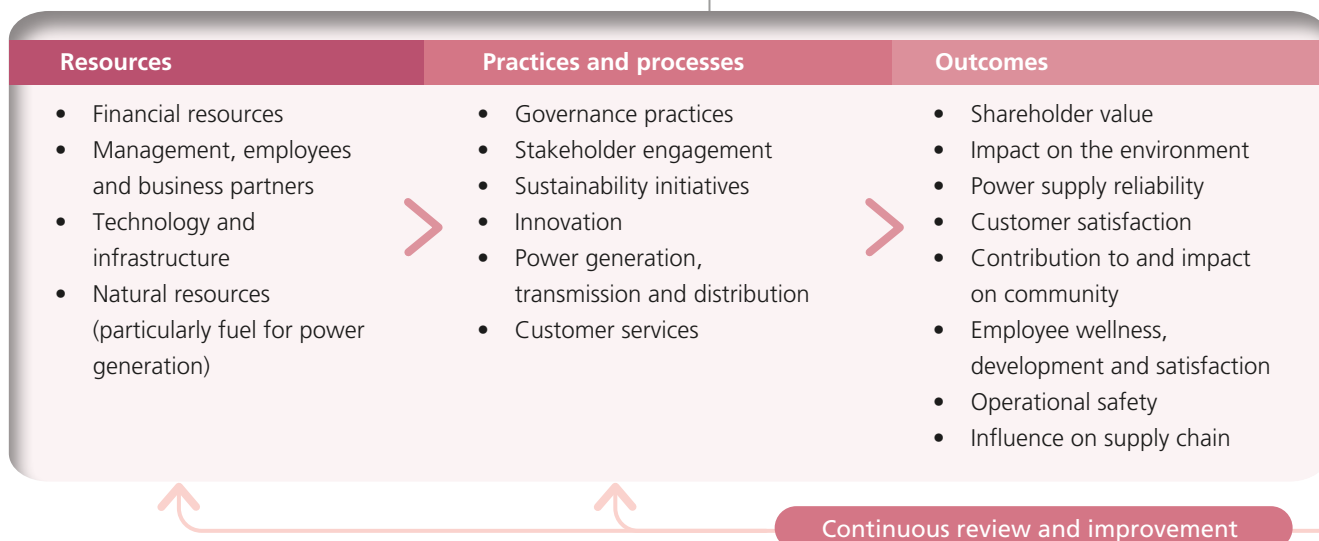 Resources
• Financial resources
• Management, employees
and business partners
• Technology and
infrastructure
• Natural resources
(particularly fuel for power
generation)
Practices and processes
• Governance practices
• Stakeholder engagement
• Sustainability initiatives
• Innovation
• Power generation,
transmission and distribution
• Customer services
Outcomes
• Shareholder value
• Impact on the environment
• Power supply reliability
• Customer satisfaction
• Contribution to and impact
on community
• Employee wellness,
development and satisfaction
• Operational safety
• Influence on supply chain
Continuous review and improvement